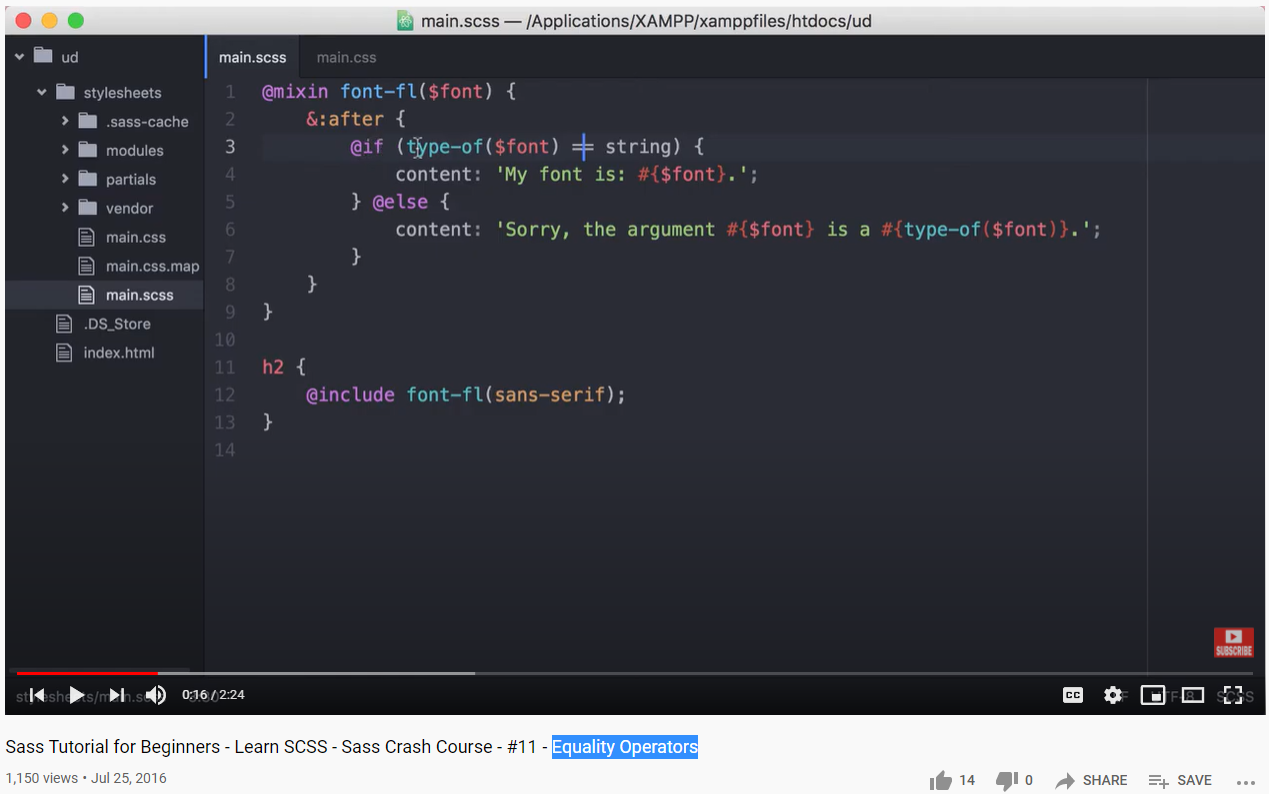 main.scss — /Applications/XAMPP/xamppfiles/htdocs/ud
ud
stylesheets
.sass-cache
modules
partials
vendor
main.css
main.css.map
main.scss
.DS_Store
index.html
main.scss main.css
1 @mixin font-fl($font) {
2 &:after {
3 @if (type-of($font) == string) {
4 content: 'My font is: #{$font}.';
5 } @else {
6 content: 'Sorry, the argument #{$font} is a #{type-of($font)}.';
7 }
8 }
9 }
10
11 h2 {
12 @include font-fl(sans-serif);
13 }
14
SUBSCRIBE
0:16 / 2:24
CC
SCSS
Sass Tutorial for Beginners - Learn SCSS - Sass Crash Course - #11 - Equality Operators
1,150 views • Jul 25, 2016
14 0 SHARE SAVE